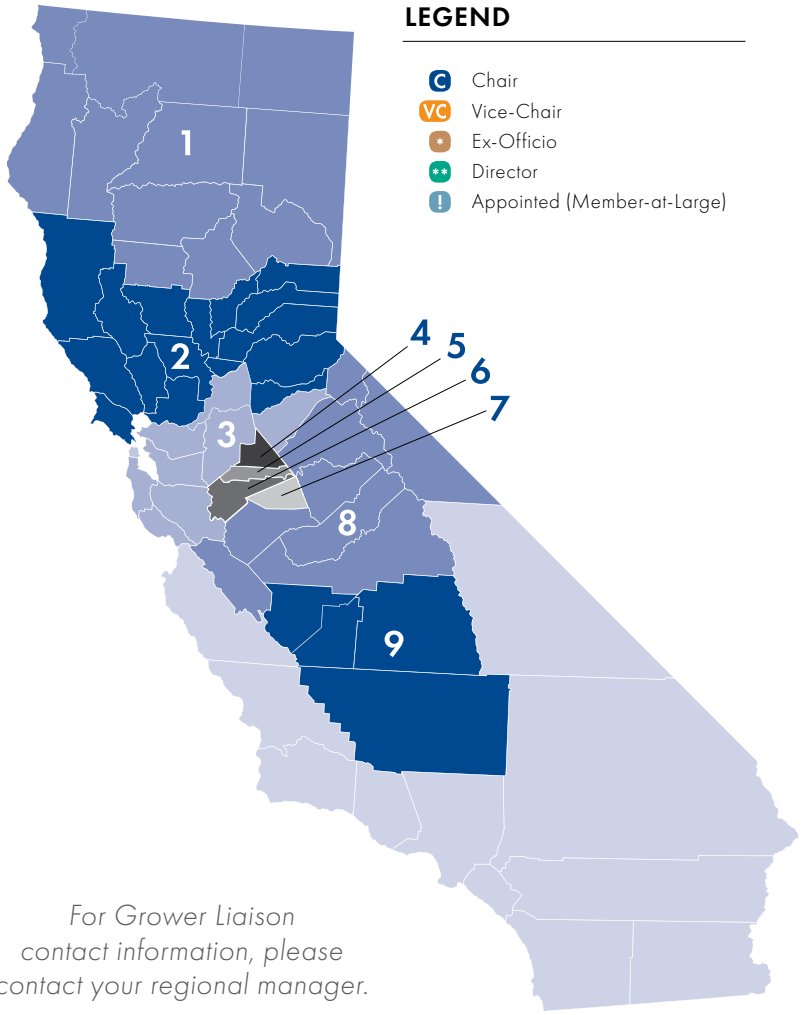 LEGEND
C Chair
VC Vice-Chair
* Ex-Officio
** Director
! Appointed (Member-at-Large)
1
2
3
4
5
6
7
8
9
For Grower Liaison
contact information, please
contact your regional manager.